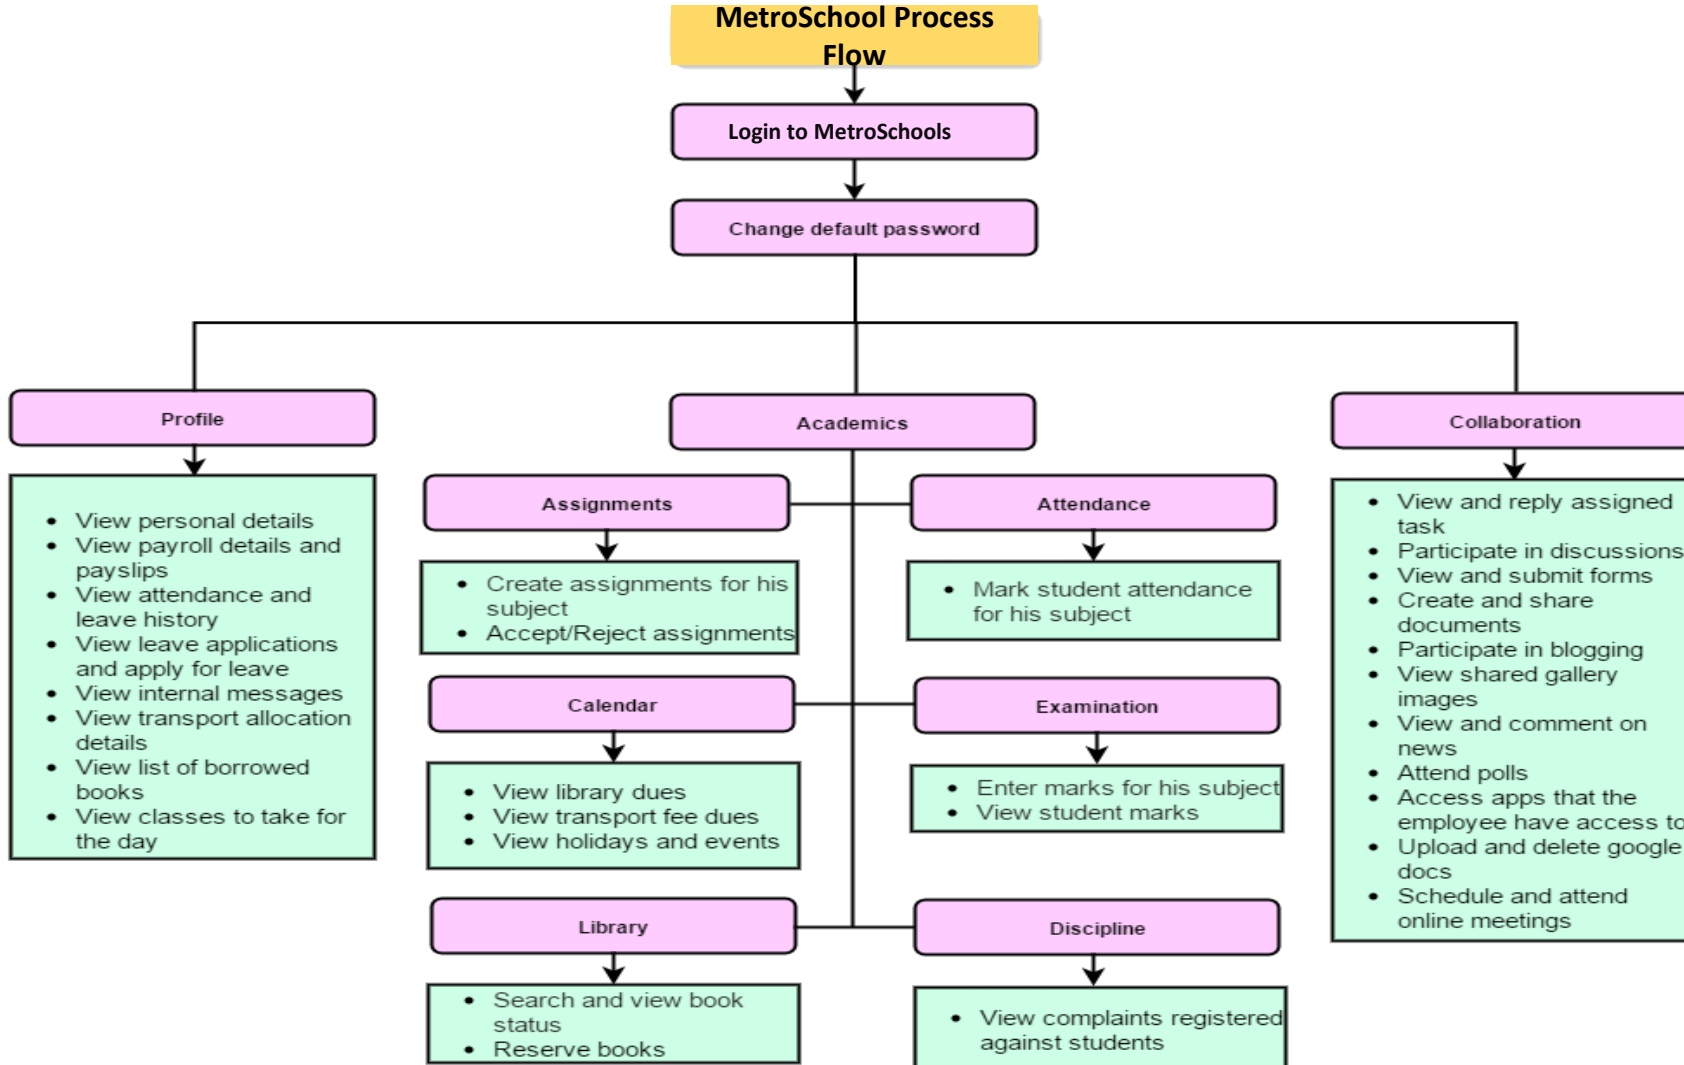 MetroSchool Process
Flow
Login to MetroSchools
Change default password
Profile
• View personal details
• View payroll details and
payslips
• View attendance and
leave history
• View leave applications
and apply for leave
• View internal messages
• View transport allocation
details
• View list of borrowed
books
• View classes to take for
the day
Academics
Assignments
• Create assignments for his
subject
• Accept/Reject assignments
Attendance
• Mark student attendance
for his subject
Calendar
• View library dues
• View transport fee dues
• View holidays and events
Examination
• Enter marks for his subject
• View student marks
Library
• Search and view book
status
• Reserve books
Discipline
• View complaints registered
against students
Collaboration
• View and reply assigned
task
• Participate in discussions
• View and submit forms
• Create and share
documents
• Participate in blogging
• View shared gallery
images
• View and comment on
news
• Attend polls
• Access apps that the
employee have access to
• Upload and delete google
docs
• Schedule and attend
online meetings